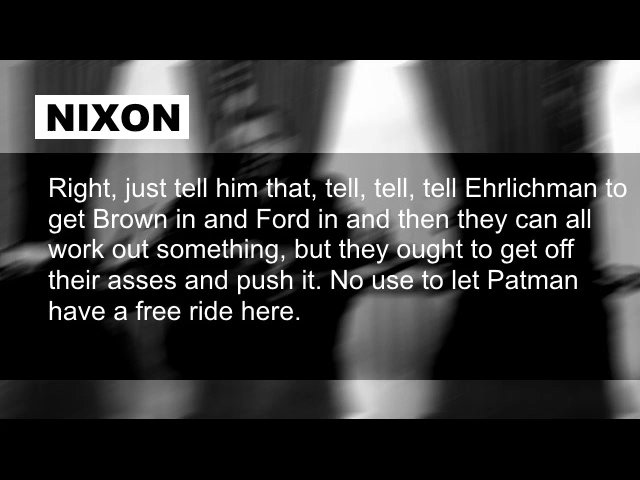 NIXON
Right, just tell him that, tell, tell, tell Ehrlichman to
get Brown in and Ford in and then they can all
work out something, but they ought to get off
their asses and push it. No use to let Patman
have a free ride here.